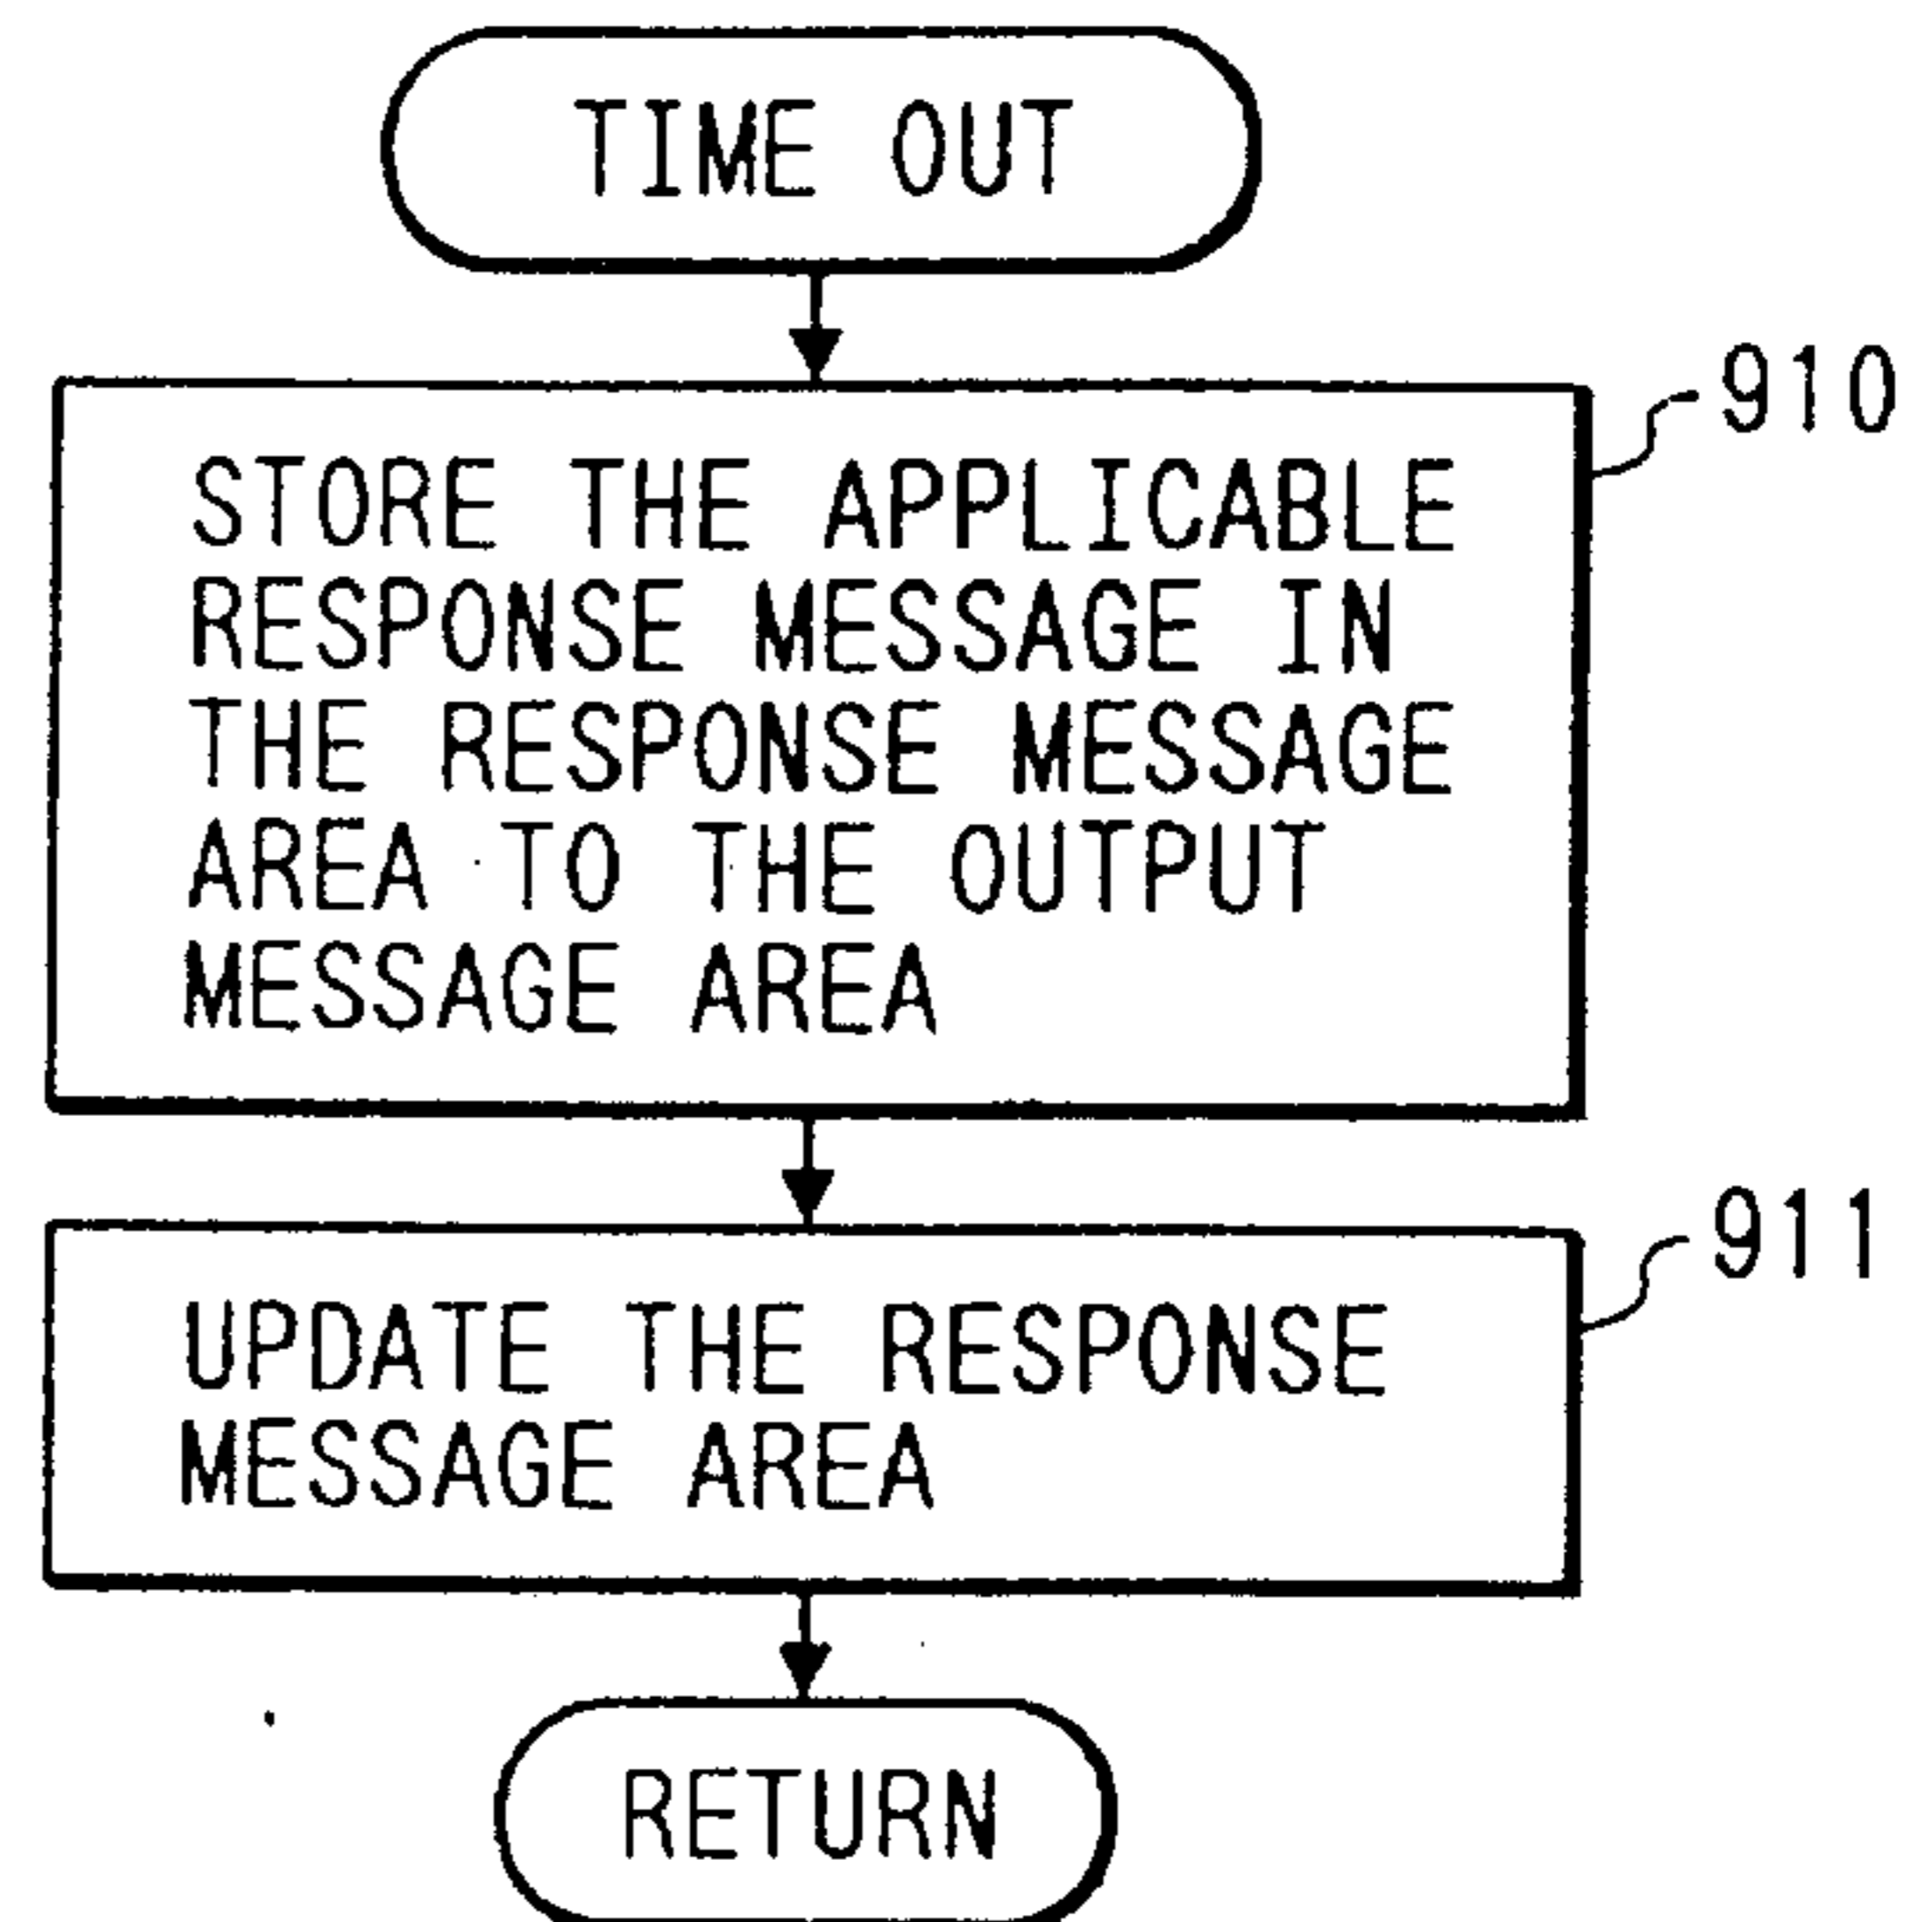 TIME OUT
910
STORE THE APPLICABLE
RESPONSE MESSAGE IN
THE RESPONSE MESSAGE
AREA TO THE OUTPUT
MESSAGE AREA
911
UPDATE THE RESPONSE
MESSAGE AREA
RETURN